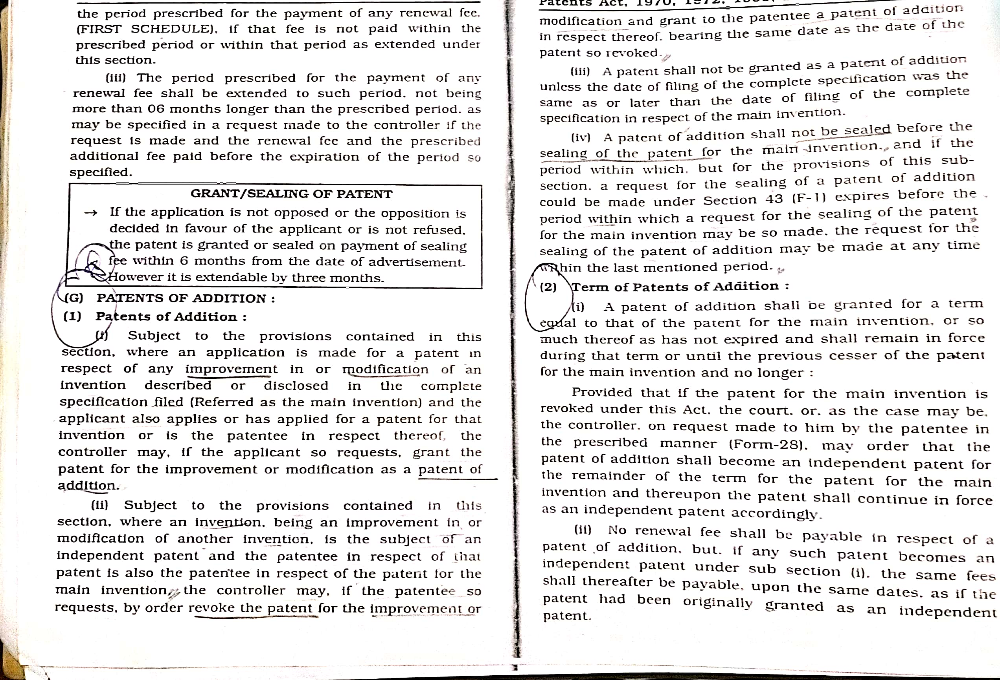 the period prescribed for the payment of any renewal fee.
(FIRST SCHEDULE), if that fee is not paid within the
prescribed period or within that period as extended under
this section.
(iii) The period prescribed for the payment of any
renewal fee shall be extended to such period, not being
more than 06 months longer than the prescribed period, as
may be specified in a request made to the controller if the
request is made and the renewal fee and the prescribed
additional fee paid before the expiration of the period so
specified.
GRANT/SEALING OF PATENT
→ If the application is not opposed or the opposition is
decided in favour of the applicant or is not refused,
the patent is granted or sealed on payment of sealing
fee within 6 months from the date of advertisement.
However it is extendable by three months.
(G) PATENTS OF ADDITION :
(1) Patents of Addition :
(i) Subject to the provisions contained in this
section, where an application is made for a patent in
respect of any improvement in or modification of an
invention described or disclosed in the complete
specification filed (Referred as the main invention) and the
applicant also applies or has applied for a patent for that
invention or is the patentee in respect thereof, the
controller may, if the applicant so requests, grant the
patent for the improvement or modification as a patent of
addition.
(ii) Subject to the provisions contained in this
section, where an invention, being an improvement in or
modification of another invention, is the subject of an
independent patent and the patentee in respect of that
patent is also the patentee in respect of the patent for the
main invention, the controller may, if the patentee so
requests, by order revoke the patent for the improvement or
Patents Act, 1970, 1972,
modification and grant to the patentee a patent of addition
in respect thereof, bearing the same date as the date of the
patent so revoked.
(iii) A patent shall not be granted as a patent of addition
unless the date of filing of the complete specification was the
same as or later than the date of filing of the complete
specification in respect of the main invention.
(iv) A patent of addition shall not be sealed before the
sealing of the patent for the main invention, and if the
period within which, but for the provisions of this sub-
section, a request for the sealing of a patent of addition
could be made under Section 43 (F-1) expires before the
period within which a request for the sealing of the patent
for the main invention may be so made, the request for the
sealing of the patent of addition may be made at any time
within the last mentioned period.
(2) Term of Patents of Addition :
(i) A patent of addition shall be granted for a term
equal to that of the patent for the main invention, or so
much thereof as has not expired and shall remain in force
during that term or until the previous cesser of the patent
for the main invention and no longer :
Provided that if the patent for the main invention is
revoked under this Act, the court, or, as the case may be,
the controller, on request made to him by the patentee in
the prescribed manner (Form-28), may order that the
patent of addition shall become an independent patent for
the remainder of the term for the patent for the main
invention and thereupon the patent shall continue in force
as an independent patent accordingly.
(ii) No renewal fee shall be payable in respect of a
patent of addition, but, if any such patent becomes an
independent patent under sub section (i), the same fees
shall thereafter be payable, upon the same dates, as if the
patent had been originally granted as an independent
patent.